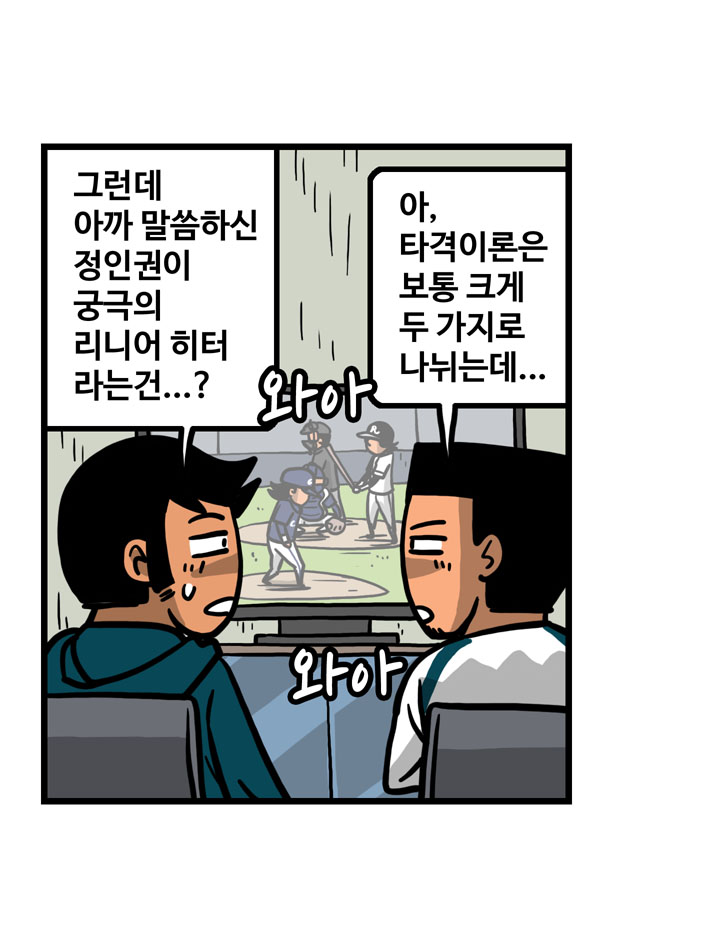 그런데
아까 말씀하신
정인권이
궁극의
리니어 히터
라는건...?
아,
타격이론은
보통 크게
두 가지로
나뉘는데...
와아
와아